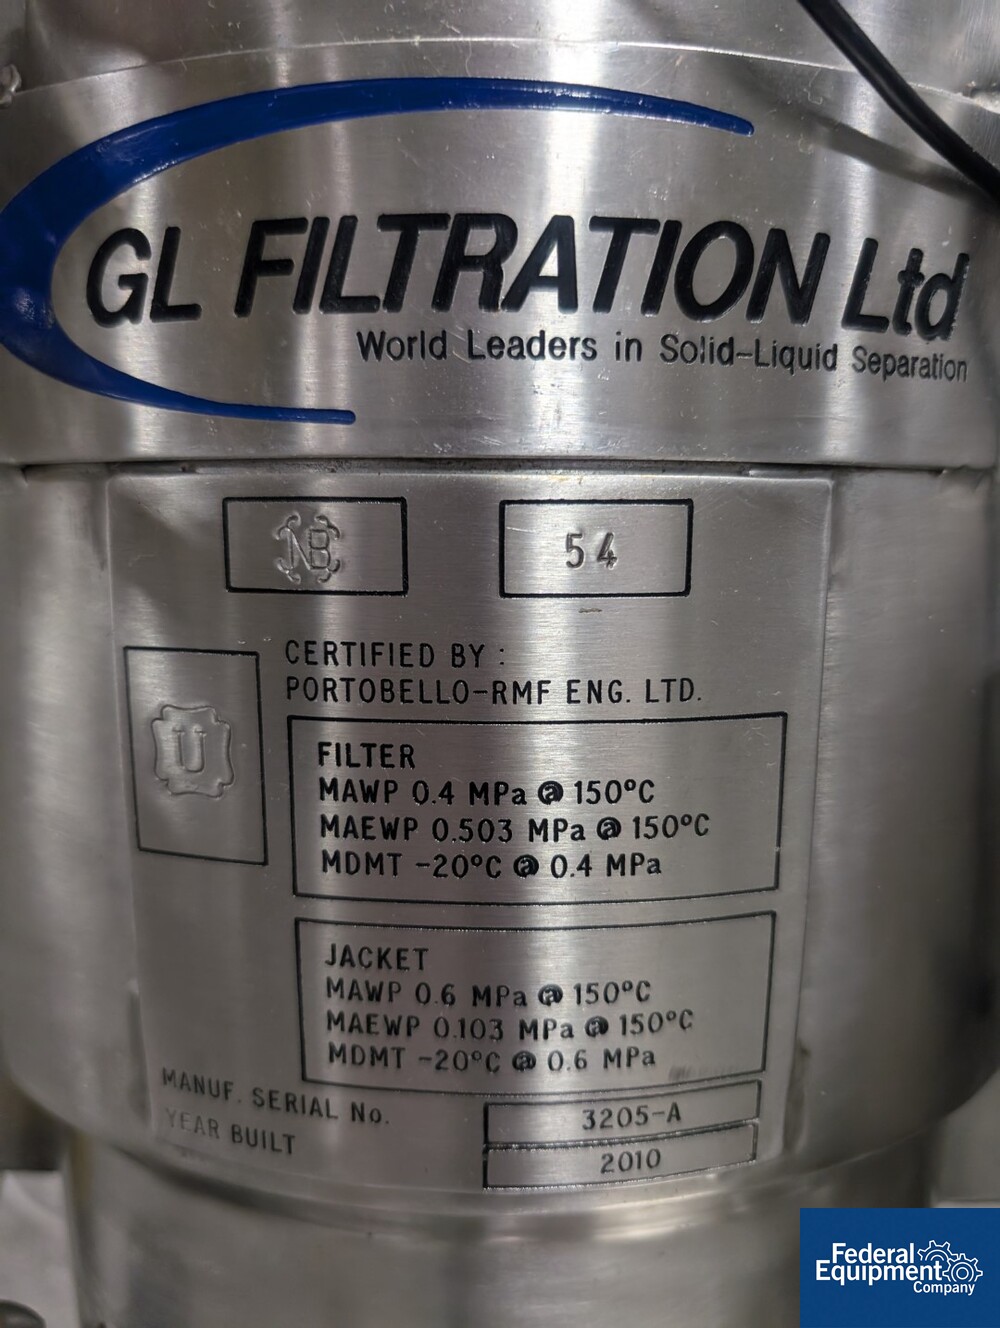 GL FILTRATION Ltd
World Leaders in Solid-Liquid Separation
NB
54
CERTIFIED BY :
PORTOBELLO-RMF ENG. LTD.
U
FILTER
MAWP 0.4 MPa @ 150°C
MAEWP 0.503 MPa @ 150°C
MDMT -20°C @ 0.4 MPa
JACKET
MAWP 0.6 MPa @ 150°C
MAEWP 0.103 MPa @ 150°C
MDMT -20°C @ 0.6 MPa
MANUF. SERIAL No. 3205-A
YEAR BUILT 2010
Federal
Equipment
Company